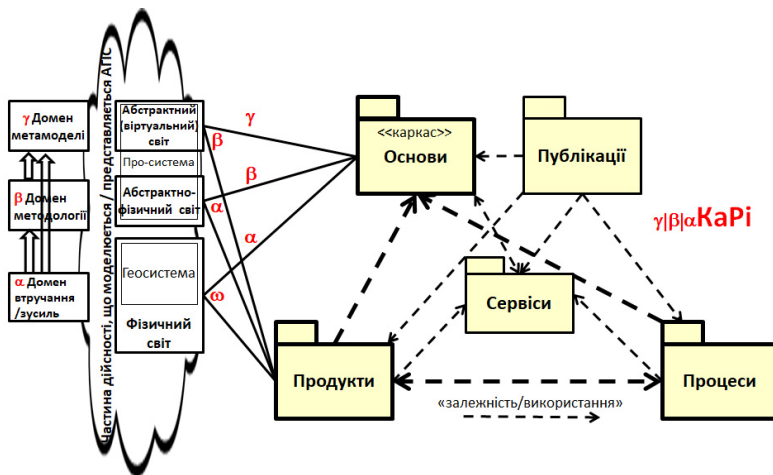 γ Домен
метамоделі
β Домен
методології
α Домен
втручання
/зусиль
Частина дійсності, що моделюється / представляється АПС
Абстрактний
(віртуальний)
світ
Про-система
Абстрактно-
фізичний світ
Геосистема
Фізичний
світ
γ
β
β
α
α
ω
<<каркас>>
Основи
Публікації
γ|β|αКаРі
Сервіси
Продукти
Процеси
«залежність/використання»